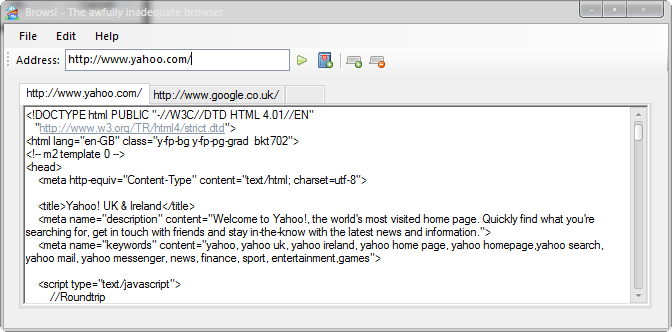 Browsi - The awfully inadequate browser
File Edit Help
Address: http://www.yahoo.com/
http://www.yahoo.com/ http://www.google.co.uk/
<!DOCTYPE html PUBLIC "-//W3C//DTD HTML 4.01//EN"
"http://www.w3.org/TR/html4/strict.dtd">
<html lang="en-GB" class="y-fp-bg y-fp-pg-grad bkt702">
<!-- m2 template 0 -->
<head>
<meta http-equiv="Content-Type" content="text/html; charset=utf-8">
<title>Yahoo! UK & Ireland</title>
<meta name="description" content="Welcome to Yahoo!, the world's most visited home page. Quickly find what you're
searching for, get in touch with friends and stay in-the-know with the latest news and information.">
<meta name="keywords" content="yahoo, yahoo uk, yahoo ireland, yahoo home page, yahoo homepage,yahoo search,
yahoo mail, yahoo messenger, news, finance, sport, entertainment,games">
<script type="text/javascript">
//Roundtrip